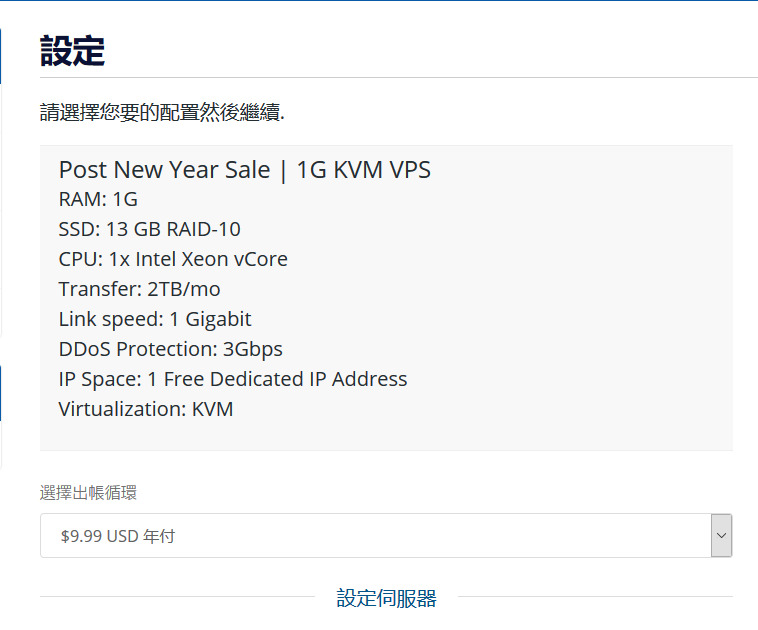 設定
請選擇您要的配置然後繼續.
Post New Year Sale | 1G KVM VPS
RAM: 1G
SSD: 13 GB RAID-10
CPU: 1x Intel Xeon vCore
Transfer: 2TB/mo
Link speed: 1 Gigabit
DDoS Protection: 3Gbps
IP Space: 1 Free Dedicated IP Address
Virtualization: KVM
選擇出帳循環
$9.99 USD 年付
設定伺服器